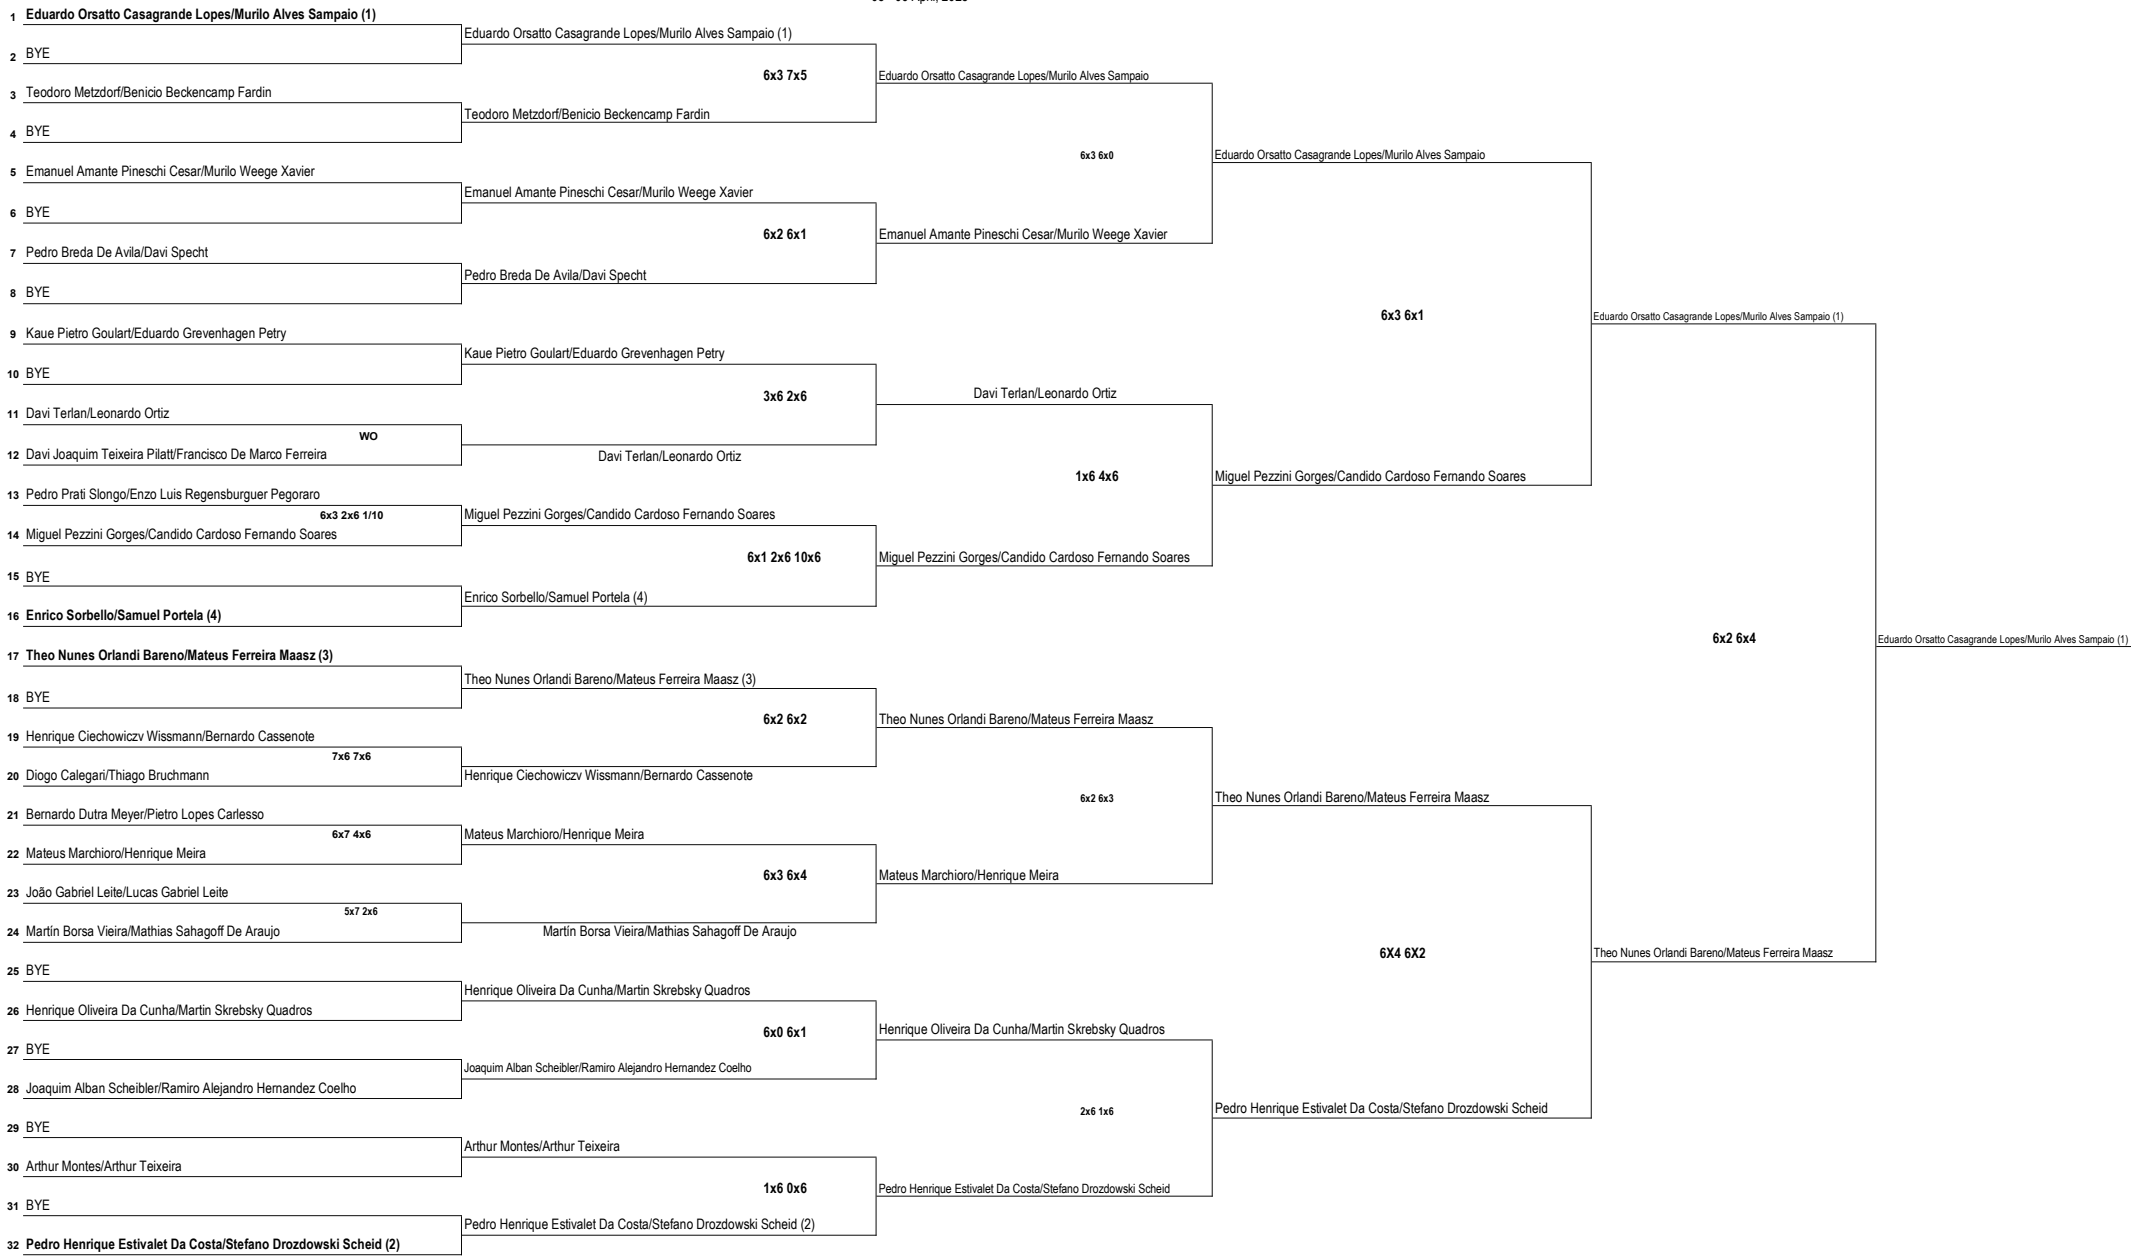 1 Eduardo Orsatto Casagrande Lopes/Murilo Alves Sampaio (1)
Eduardo Orsatto Casagrande Lopes/Murilo Alves Sampaio (1)
2 BYE
6x3 7x5
Eduardo Orsatto Casagrande Lopes/Murilo Alves Sampaio
3 Teodoro Metzdorf/Benicio Beckencamp Fardin
Teodoro Metzdorf/Benicio Beckencamp Fardin
4 BYE
6x3 6x0
Eduardo Orsatto Casagrande Lopes/Murilo Alves Sampaio
5 Emanuel Amante Pineschi Cesar/Murilo Weege Xavier
Emanuel Amante Pineschi Cesar/Murilo Weege Xavier
6 BYE
6x2 6x1
Emanuel Amante Pineschi Cesar/Murilo Weege Xavier
7 Pedro Breda De Avila/Davi Specht
Pedro Breda De Avila/Davi Specht
8 BYE
6x3 6x1
Eduardo Orsatto Casagrande Lopes/Murilo Alves Sampaio (1)
9 Kaue Pietro Goulart/Eduardo Grevenhagen Petry
Kaue Pietro Goulart/Eduardo Grevenhagen Petry
10 BYE
3x6 2x6
Davi Terlan/Leonardo Ortiz
11 Davi Terlan/Leonardo Ortiz
WO
12 Davi Joaquim Teixeira Pilatt/Francisco De Marco Ferreira
Davi Terlan/Leonardo Ortiz
1x6 4x6
Miguel Pezzini Gorges/Candido Cardoso Fernando Soares
13 Pedro Prati Slongo/Enzo Luis Regensburguer Pegoraro
6x3 2x6 1/10
Miguel Pezzini Gorges/Candido Cardoso Fernando Soares
14 Miguel Pezzini Gorges/Candido Cardoso Fernando Soares
6x1 2x6 10x6
Miguel Pezzini Gorges/Candido Cardoso Fernando Soares
15 BYE
Enrico Sorbello/Samuel Portela (4)
16 Enrico Sorbello/Samuel Portela (4)
6x2 6x4
Eduardo Orsatto Casagrande Lopes/Murilo Alves Sampaio (1)
17 Theo Nunes Orlandi Bareno/Mateus Ferreira Maasz (3)
Theo Nunes Orlandi Bareno/Mateus Ferreira Maasz (3)
18 BYE
6x2 6x2
Theo Nunes Orlandi Bareno/Mateus Ferreira Maasz
19 Henrique Ciechowiczv Wissmann/Bernardo Cassenote
7x6 7x6
20 Diogo Calegari/Thiago Bruchmann
Henrique Ciechowiczv Wissmann/Bernardo Cassenote
6x2 6x3
Theo Nunes Orlandi Bareno/Mateus Ferreira Maasz
21 Bernardo Dutra Meyer/Pietro Lopes Carlesso
6x7 4x6
Mateus Marchioro/Henrique Meira
22 Mateus Marchioro/Henrique Meira
6x3 6x4
Mateus Marchioro/Henrique Meira
23 João Gabriel Leite/Lucas Gabriel Leite
5x7 2x6
24 Martín Borsa Vieira/Mathias Sahagoff De Araujo
Martín Borsa Vieira/Mathias Sahagoff De Araujo
6X4 6X2
Theo Nunes Orlandi Bareno/Mateus Ferreira Maasz
25 BYE
Henrique Oliveira Da Cunha/Martin Skrebsky Quadros
26 Henrique Oliveira Da Cunha/Martin Skrebsky Quadros
6x0 6x1
Henrique Oliveira Da Cunha/Martin Skrebsky Quadros
27 BYE
Joaquim Alban Scheibler/Ramiro Alejandro Hernandez Coelho
28 Joaquim Alban Scheibler/Ramiro Alejandro Hernandez Coelho
2x6 1x6
Pedro Henrique Estivalet Da Costa/Stefano Drozdowski Scheid
29 BYE
Arthur Montes/Arthur Teixeira
30 Arthur Montes/Arthur Teixeira
1x6 0x6
Pedro Henrique Estivalet Da Costa/Stefano Drozdowski Scheid
31 BYE
Pedro Henrique Estivalet Da Costa/Stefano Drozdowski Scheid (2)
32 Pedro Henrique Estivalet Da Costa/Stefano Drozdowski Scheid (2)